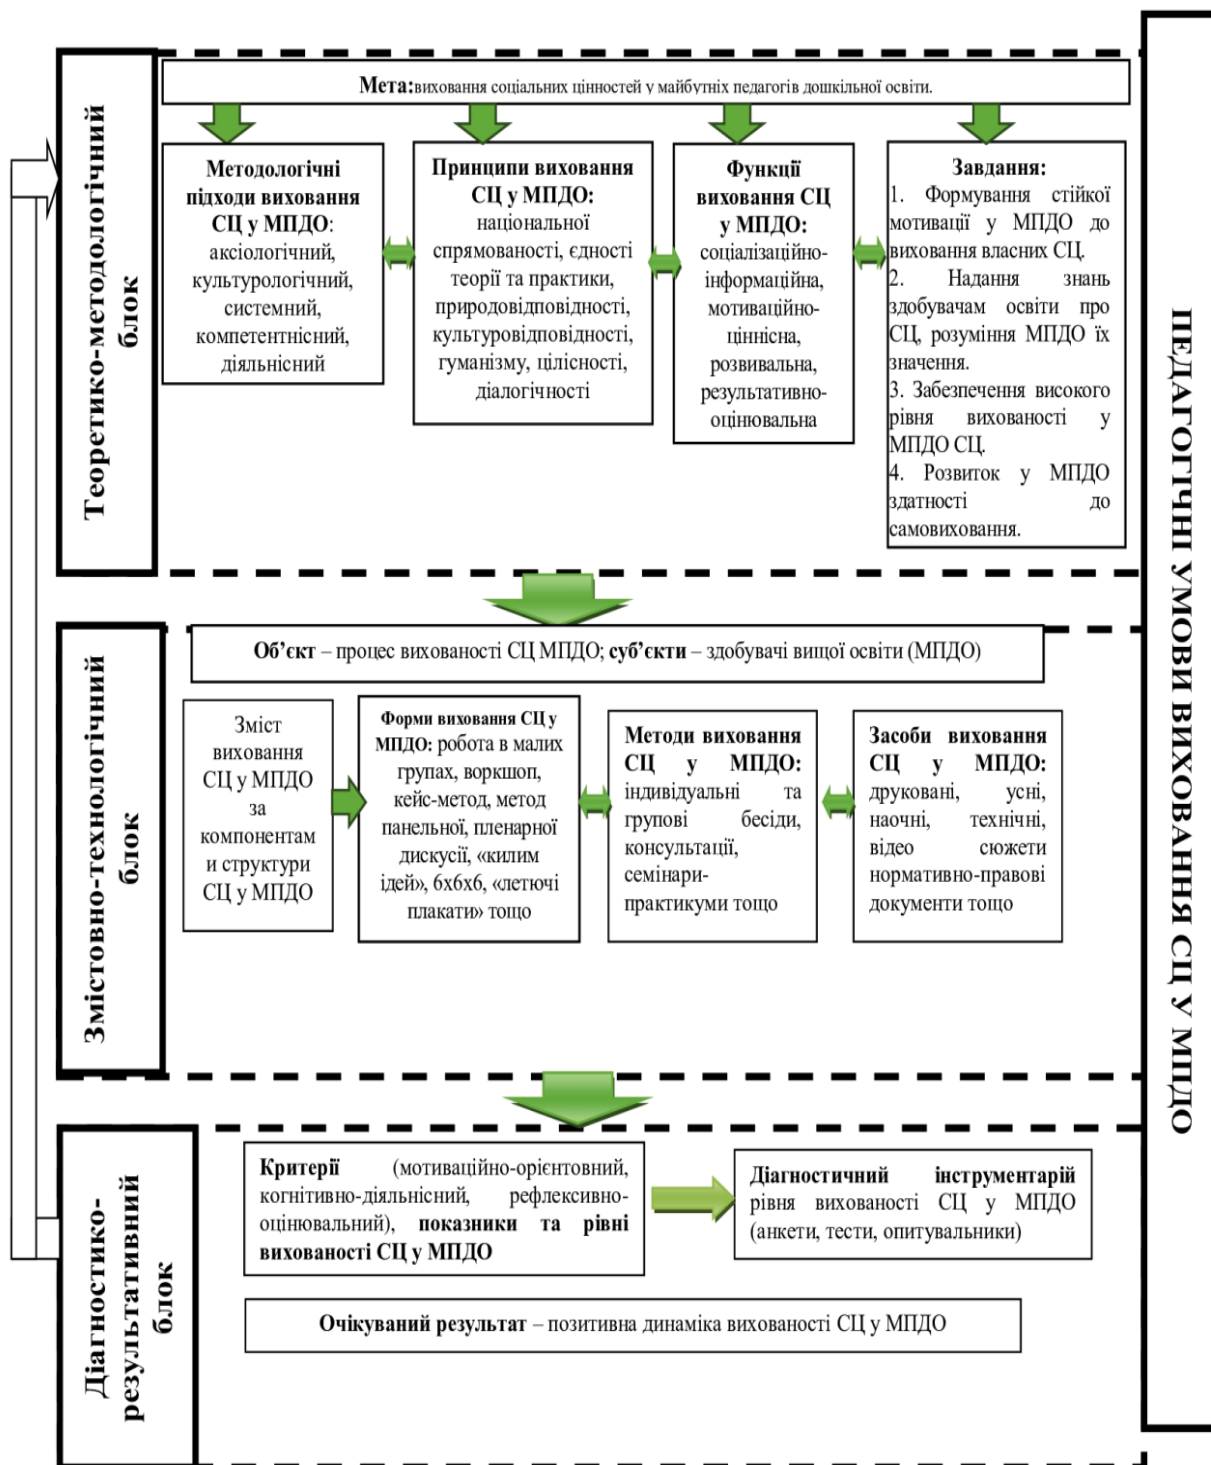 Теоретико-методологічний
блок
Мета:виховання соціальних цінностей у майбутніх педагогів дошкільної освіти.
Методологічні
підходи виховання
СЦ у МПДО:
аксіологічний,
культурологічний,
системний,
компетентнісний,
діяльнісний
Принципи виховання
СЦ у МПДО:
національної
спрямованості, єдності
теорії та практики,
природовідповідності,
культуровідповідності,
гуманізму, цілісності,
діалогічності
Функції
виховання СЦ
у МПДО:
соціалізаційно-
інформаційна,
мотиваційно-
ціннісна,
розвивальна,
результативно-
оцінювальна
Завдання:
1. Формування стійкої
мотивації у МПДО до
виховання власних СЦ.
2. Надання знань
здобувачам освіти про
СЦ, розуміння МПДО їх
значення.
3. Забезпечення високого
рівня вихованості у
МПДО СЦ.
4. Розвиток у МПДО
здатності до
самовиховання.
Змістовно-технологічний
блок
Об’єкт – процес вихованості СЦ МПДО; суб’єкти – здобувачі вищої освіти (МПДО)
Зміст
виховання
СЦ у МПДО
за
компонентам
и структури
СЦ у МПДО
Форми виховання СЦ у
МПДО: робота в малих
групах, воркшоп,
кейс-метод, метод
панельної, пленарної
дискусії, «килим
ідей», 6х6х6, «летючі
плакати» тощо
Методи виховання
СЦ у МПДО:
індивідуальні та
групові бесіди,
консультації,
семінари-
практикуми тощо
Засоби виховання
СЦ у МПДО:
друковані, усні,
наочні, технічні,
відео сюжети
нормативно-правові
документи тощо
Діагностико-
результативний
блок
Критерії (мотиваційно-орієнтовний,
когнітивно-діяльнісний, рефлексивно-
оцінювальний), показники та рівні
вихованості СЦ у МПДО
Діагностичний інструментарій
рівня вихованості СЦ у МПДО
(анкети, тести, опитувальники)
Очікуваний результат – позитивна динаміка вихованості СЦ у МПДО
ПЕДАГОГІЧНІ УМОВИ ВИХОВАННЯ СЦ У МПДО